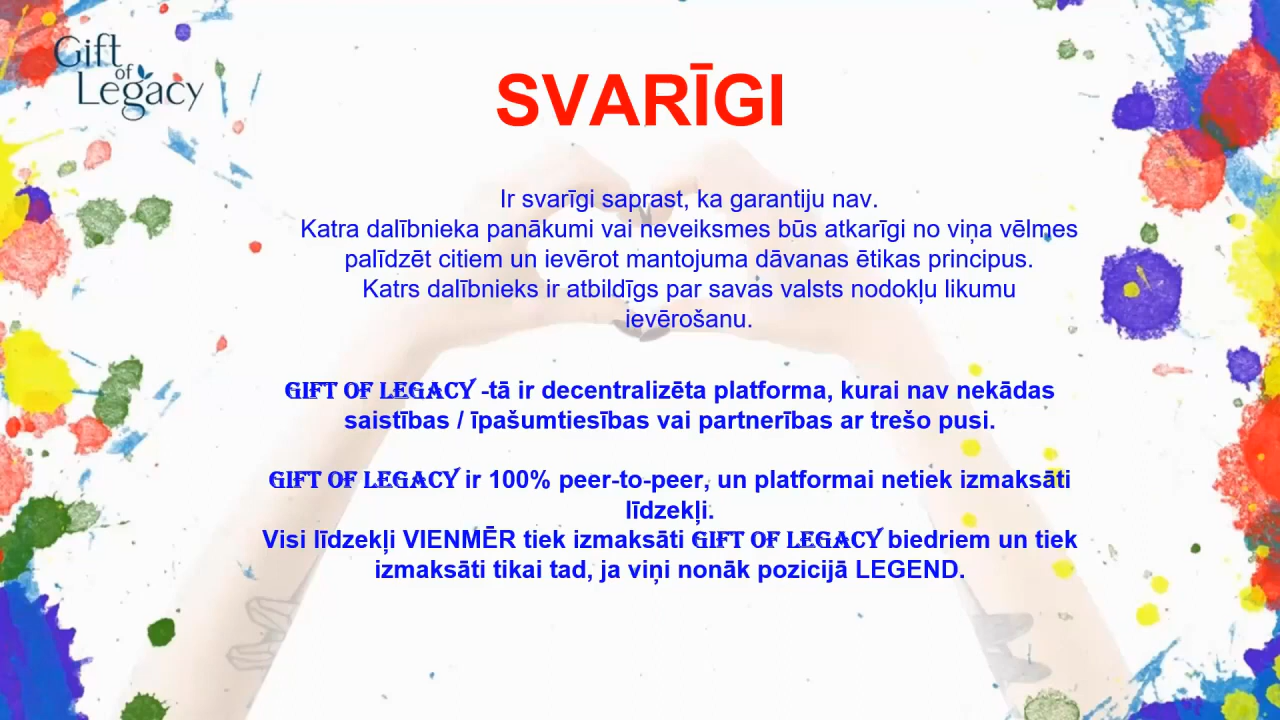 Gift
of
Legacy
SVARĪGI
Ir svarīgi saprast, ka garantiju nav.
Katra dalībnieka panākumi vai neveiksmes būs atkarīgi no viņa vēlmes
palīdzēt citiem un ievērot mantojuma dāvanas ētikas principus.
Katrs dalībnieks ir atbildīgs par savas valsts nodokļu likumu
ievērošanu.
GIFT OF LEGACY -tā ir decentralizēta platforma, kurai nav nekādas
saistības / īpašumtiesības vai partnerības ar trešo pusi.
GIFT OF LEGACY ir 100% peer-to-peer, un platformai netiek izmaksāti
līdzekļi.
Visi līdzekļi VIENMĒR tiek izmaksāti GIFT OF LEGACY biedriem un tiek
izmaksāti tikai tad, ja viņi nonāk pozicijā LEGEND.